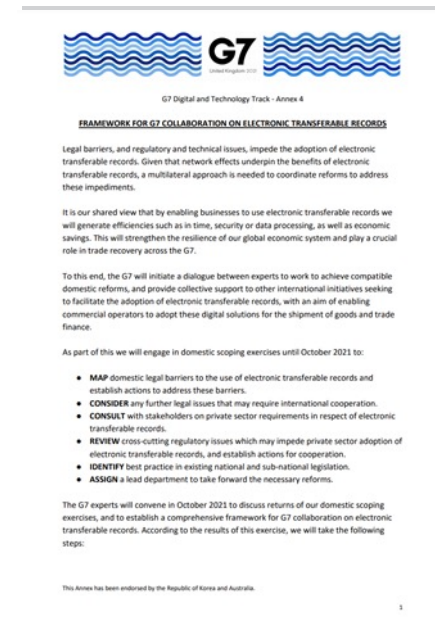 G7
United Kingdom 2021
G7 Digital and Technology Track - Annex 4
FRAMEWORK FOR G7 COLLABORATION ON ELECTRONIC TRANSFERABLE RECORDS
Legal barriers, and regulatory and technical issues, impede the adoption of electronic
transferable records. Given that network effects underpin the benefits of electronic
transferable records, a multilateral approach is needed to coordinate reforms to address
these impediments.
It is our shared view that by enabling businesses to use electronic transferable records we
will generate efficiencies such as in time, security or data processing, as well as economic
savings. This will strengthen the resilience of our global economic system and play a crucial
role in trade recovery across the G7.
To this end, the G7 will initiate a dialogue between experts to work to achieve compatible
domestic reforms, and provide collective support to other international initiatives seeking
to facilitate the adoption of electronic transferable records, with an aim of enabling
commercial operators to adopt these digital solutions for the shipment of goods and trade
finance.
As part of this we will engage in domestic scoping exercises until October 2021 to:
● MAP domestic legal barriers to the use of electronic transferable records and
establish actions to address these barriers.
● CONSIDER any further legal issues that may require international cooperation.
● CONSULT with stakeholders on private sector requirements in respect of electronic
transferable records.
● REVIEW cross-cutting regulatory issues which may impede private sector adoption of
electronic transferable records, and establish actions for cooperation.
● IDENTIFY best practice in existing national and sub-national legislation.
● ASSIGN a lead department to take forward the necessary reforms.
The G7 experts will convene in October 2021 to discuss returns of our domestic scoping
exercises, and to establish a comprehensive framework for G7 collaboration on electronic
transferable records. According to the results of this exercise, we will take the following
steps:
This Annex has been endorsed by the Republic of Korea and Australia.
1